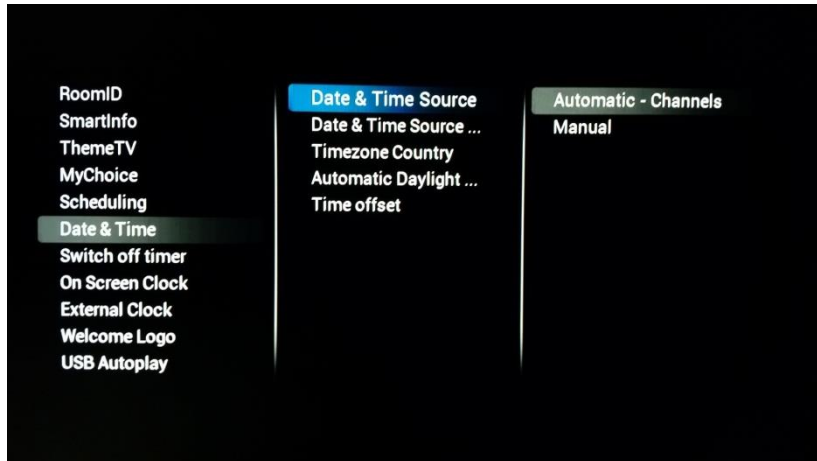 RoomID
SmartInfo
ThemeTV
MyChoice
Scheduling
Date & Time
Switch off timer
On Screen Clock
External Clock
Welcome Logo
USB Autoplay
Date & Time Source
Date & Time Source ...
Timezone Country
Automatic Daylight ...
Time offset
Automatic - Channels
Manual